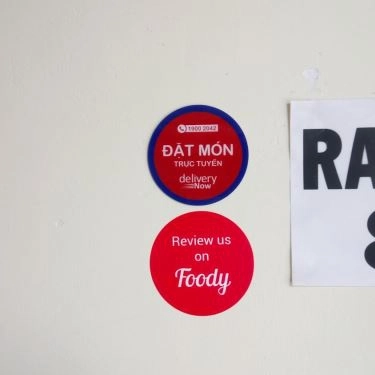 1900 2042
ĐẶT MÓN
TRỰC TUYẾN
delivery
Now
Review us
on
Foody
RA